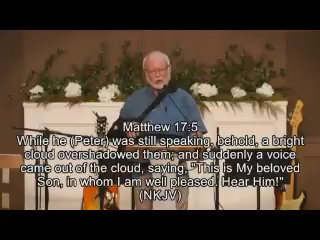 Matthew 17:5
While he (Peter) was still speaking, behold, a bright
cloud overshadowed them; and suddenly a voice
came out of the cloud, saying, "This is My beloved
Son, in whom I am well pleased. Hear Him!"
(NKJV)